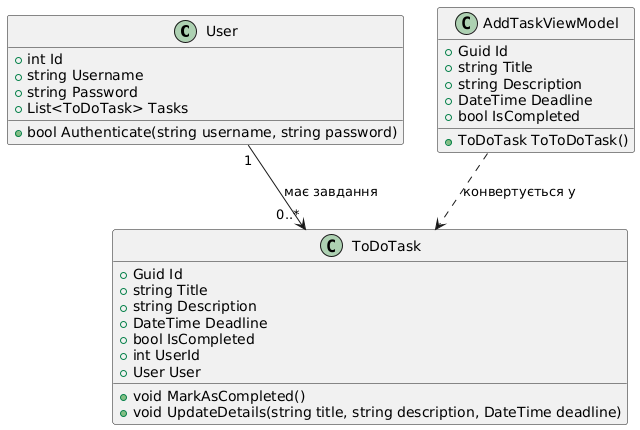 C User
int Id
string Username
string Password
List<ToDoTask> Tasks
bool Authenticate(string username, string password)
C AddTaskViewModel
Guid Id
string Title
string Description
DateTime Deadline
bool IsCompleted
ToDoTask ToToDoTask()
1
має завдання
0..*
конвертується у
C ToDoTask
Guid Id
string Title
string Description
DateTime Deadline
bool IsCompleted
int UserId
User User
void MarkAsCompleted()
void UpdateDetails(string title, string description, DateTime deadline)